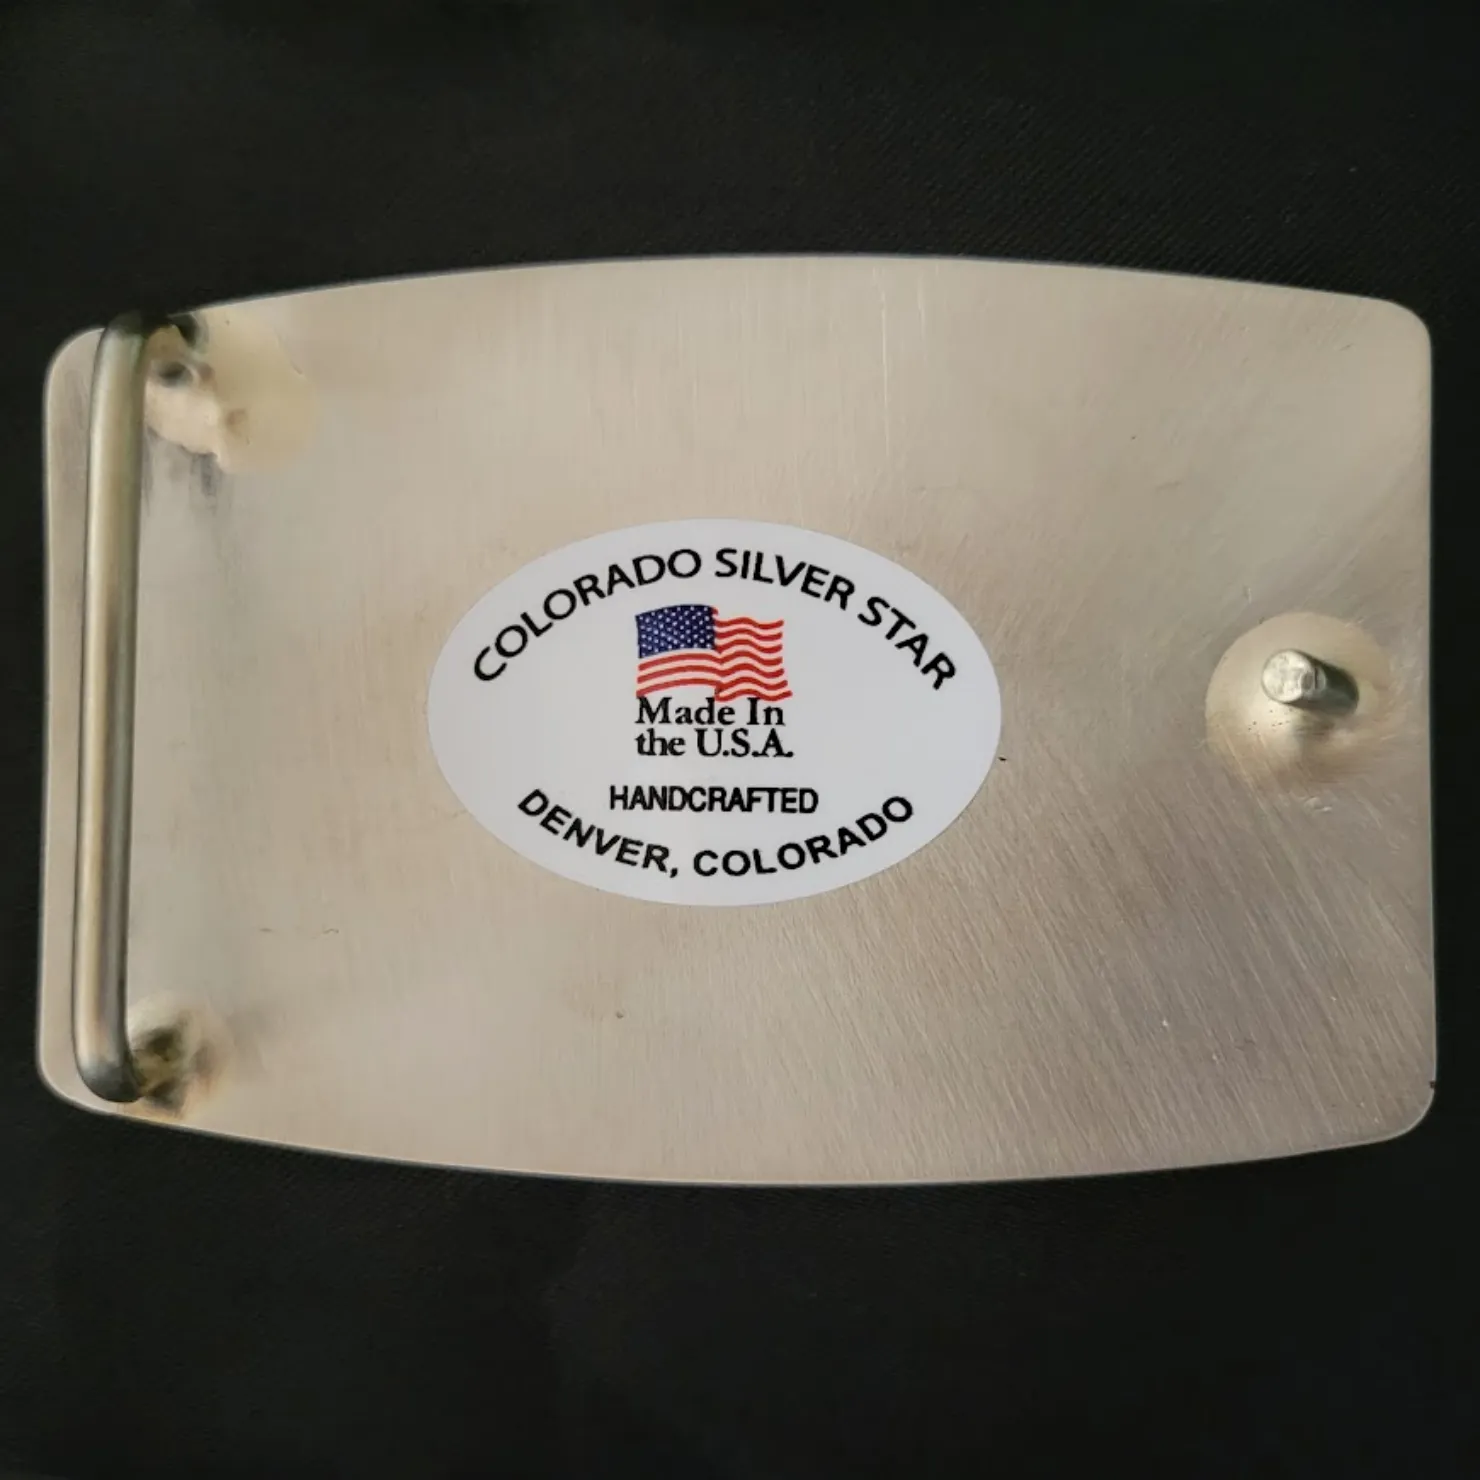 COLORADO SILVER STAR
Made In
the U.S.A.
HANDCRAFTED
DENVER, COLORADO